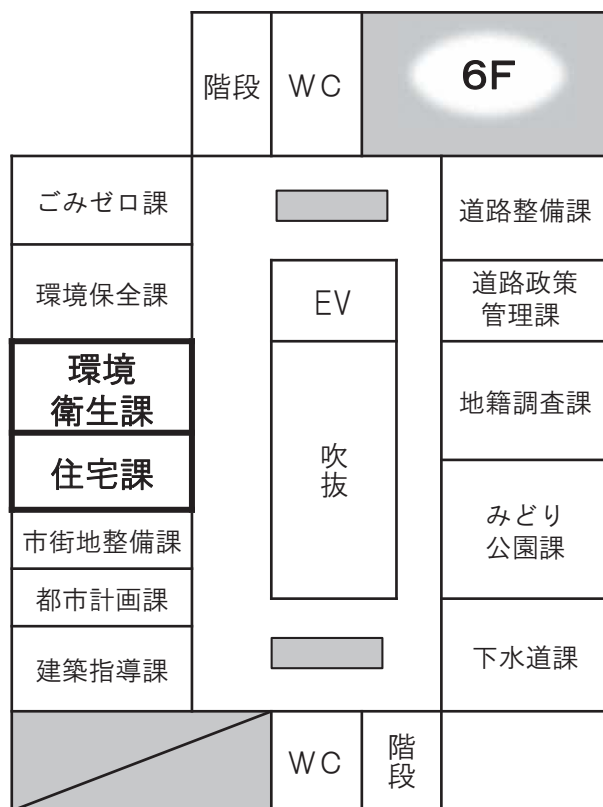 階段
WC
6F
ごみゼロ課
道路整備課
環境保全課
EV
道路政策
管理課
環境
衛生課
地籍調査課
住宅課
吹抜
みどり
公園課
市街地整備課
都市計画課
建築指導課
下水道課
WC
階段